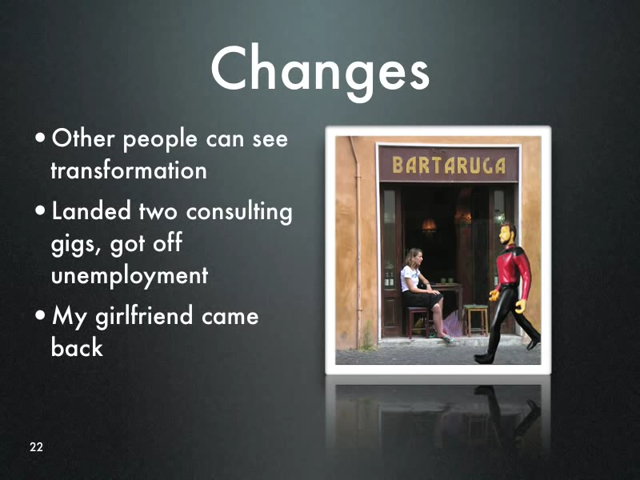 Changes
• Other people can see
transformation
• Landed two consulting
gigs, got off
unemployment
• My girlfriend came
back
BARTARUGA
22